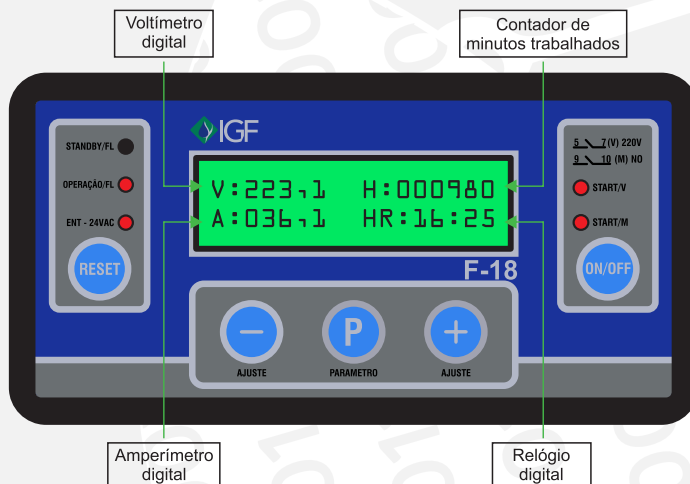 Voltímetro
digital
Contador de
minutos trabalhados
IGF
STANDBY/FL
OPERAÇÃO/FL
ENT - 24VAC
RESET
V:223,1 H:000980
A:036,1 HR:16:25
5 7 (V) 220V
9 10 (M) NO
START/V
START/M
ON/OFF
F-18
P
AJUSTE
PARAMETRO
AJUSTE
Amperímetro
digital
Relógio
digital